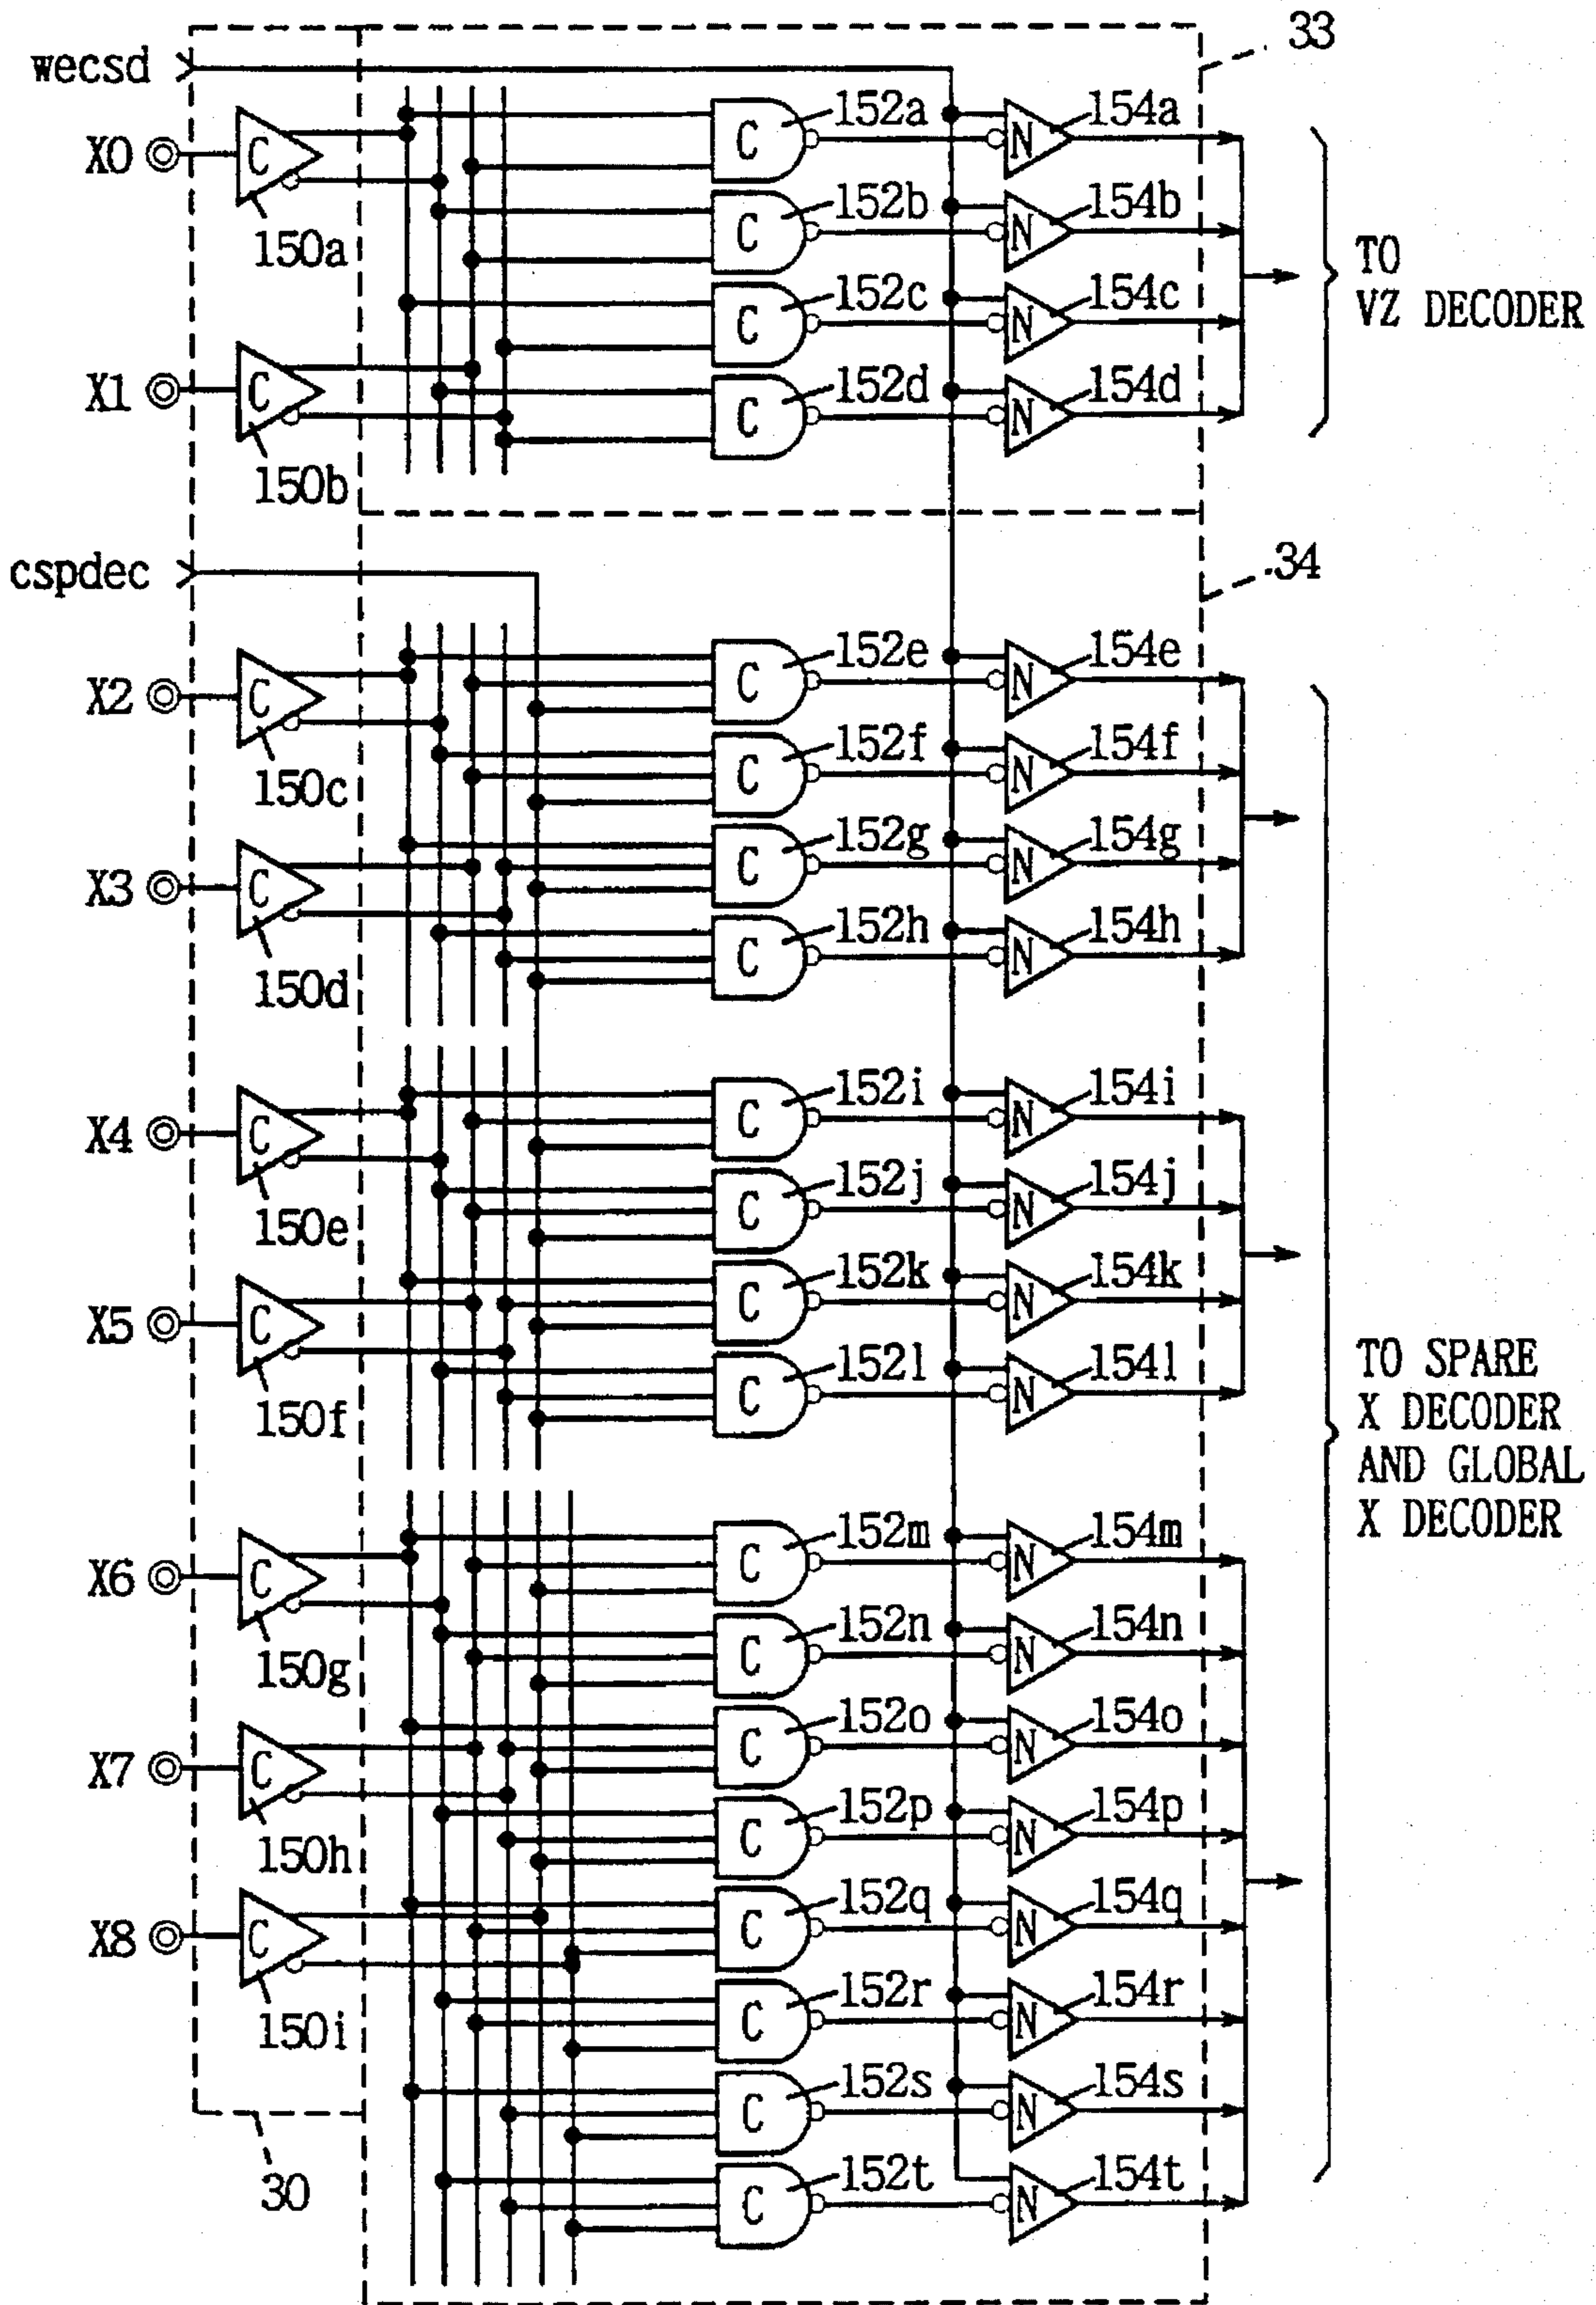 wecsd
33
C
152a
N
154a
X0
C
150a
C
152b
N
154b
TO
VZ DECODER
C
152c
N
154c
X1
C
150b
C
152d
N
154d
cspdec
34
C
152e
N
154e
X2
C
150c
C
152f
N
154f
C
152g
N
154g
X3
C
150d
C
152h
N
154h
C
152i
N
154i
X4
C
150e
C
152j
N
154j
C
152k
N
154k
X5
C
150f
C
152l
N
154l
TO SPARE
X DECODER
AND GLOBAL
X DECODER
C
152m
N
154m
X6
C
150g
C
152n
N
154n
C
152o
N
154o
X7
C
150h
C
152p
N
154p
C
152q
N
154q
X8
C
150i
C
152r
N
154r
C
152s
N
154s
30
C
152t
N
154t